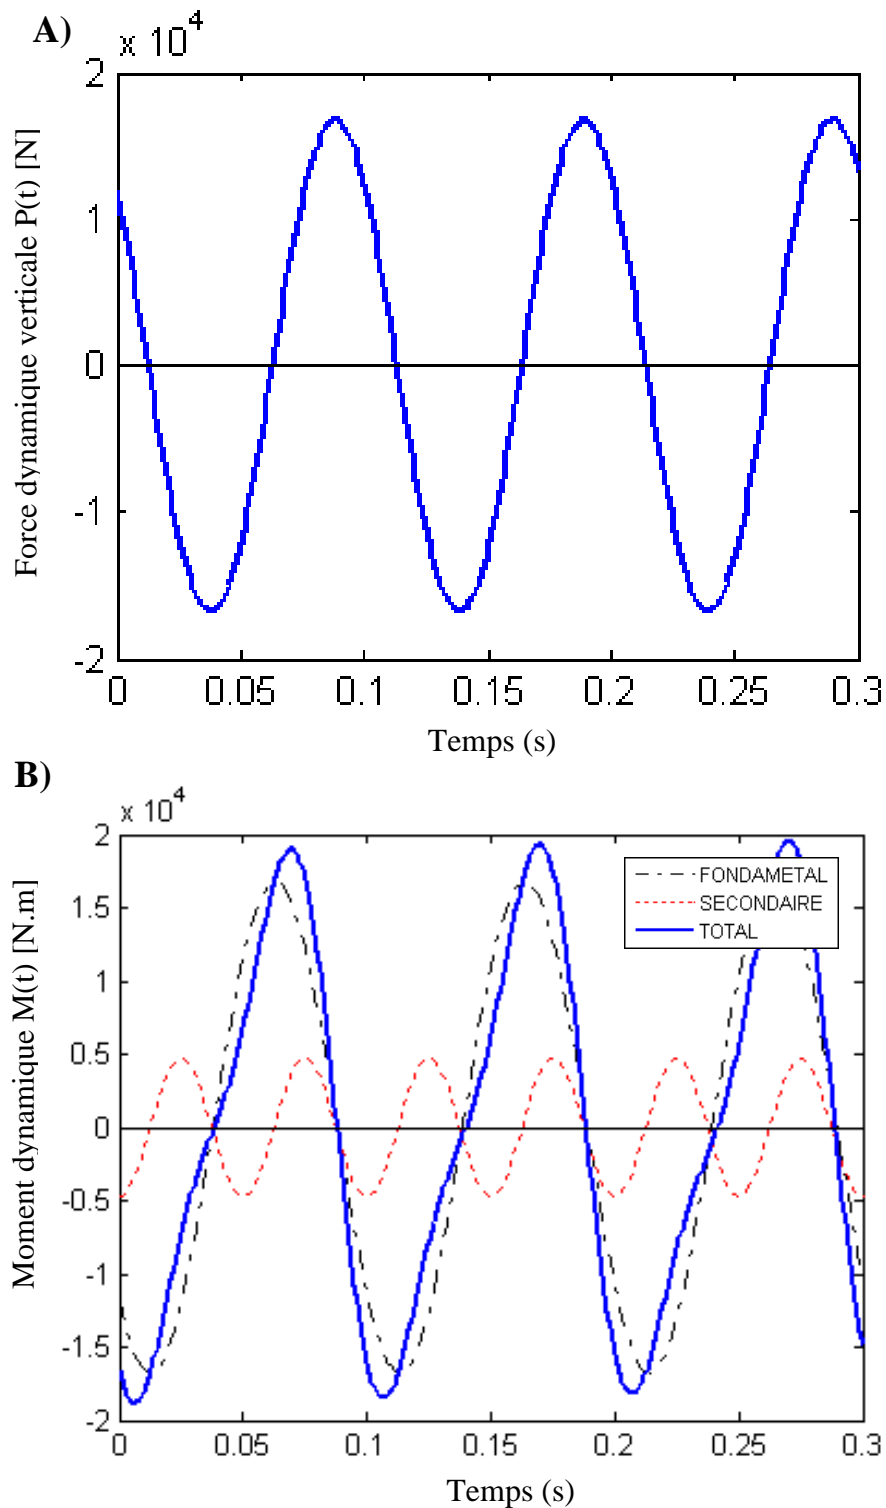 A)
x 10^4
2
1
0
-1
-2
0 0.05 0.1 0.15 0.2 0.25 0.3
Force dynamique verticale P(t) [N]
Temps (s)
B)
x 10^4
2
1.5
1
0.5
0
-0.5
-1
-1.5
-2
0 0.05 0.1 0.15 0.2 0.25 0.3
Moment dynamique M(t) [N.m]
FONDAMETAL
SECONDAIRE
TOTAL
Temps (s)